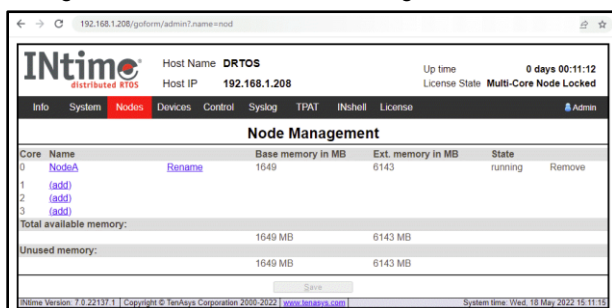 192.168.1.208/goform/admin?.name=nod
INtime®
distributed RTOS
Host Name DRTOS
Host IP 192.168.1.208
Up time 0 days 00:11:12
License State Multi-Core Node Locked
Info System Nodes Devices Control Syslog TPAT INshell License Admin
Node Management
Core Name Base memory in MB Ext. memory in MB State
0 NodeA Rename 1649 6143 running Remove
1 (add)
2 (add)
3 (add)
Total available memory:
1649 MB 6143 MB
Unused memory:
1649 MB 6143 MB
Save
INtime Version: 7.0.22137.1 | Copyright © TenAsys Corporation 2000-2022 | www.tenasys.com | System time: Wed, 18 May 2022 15:11:15